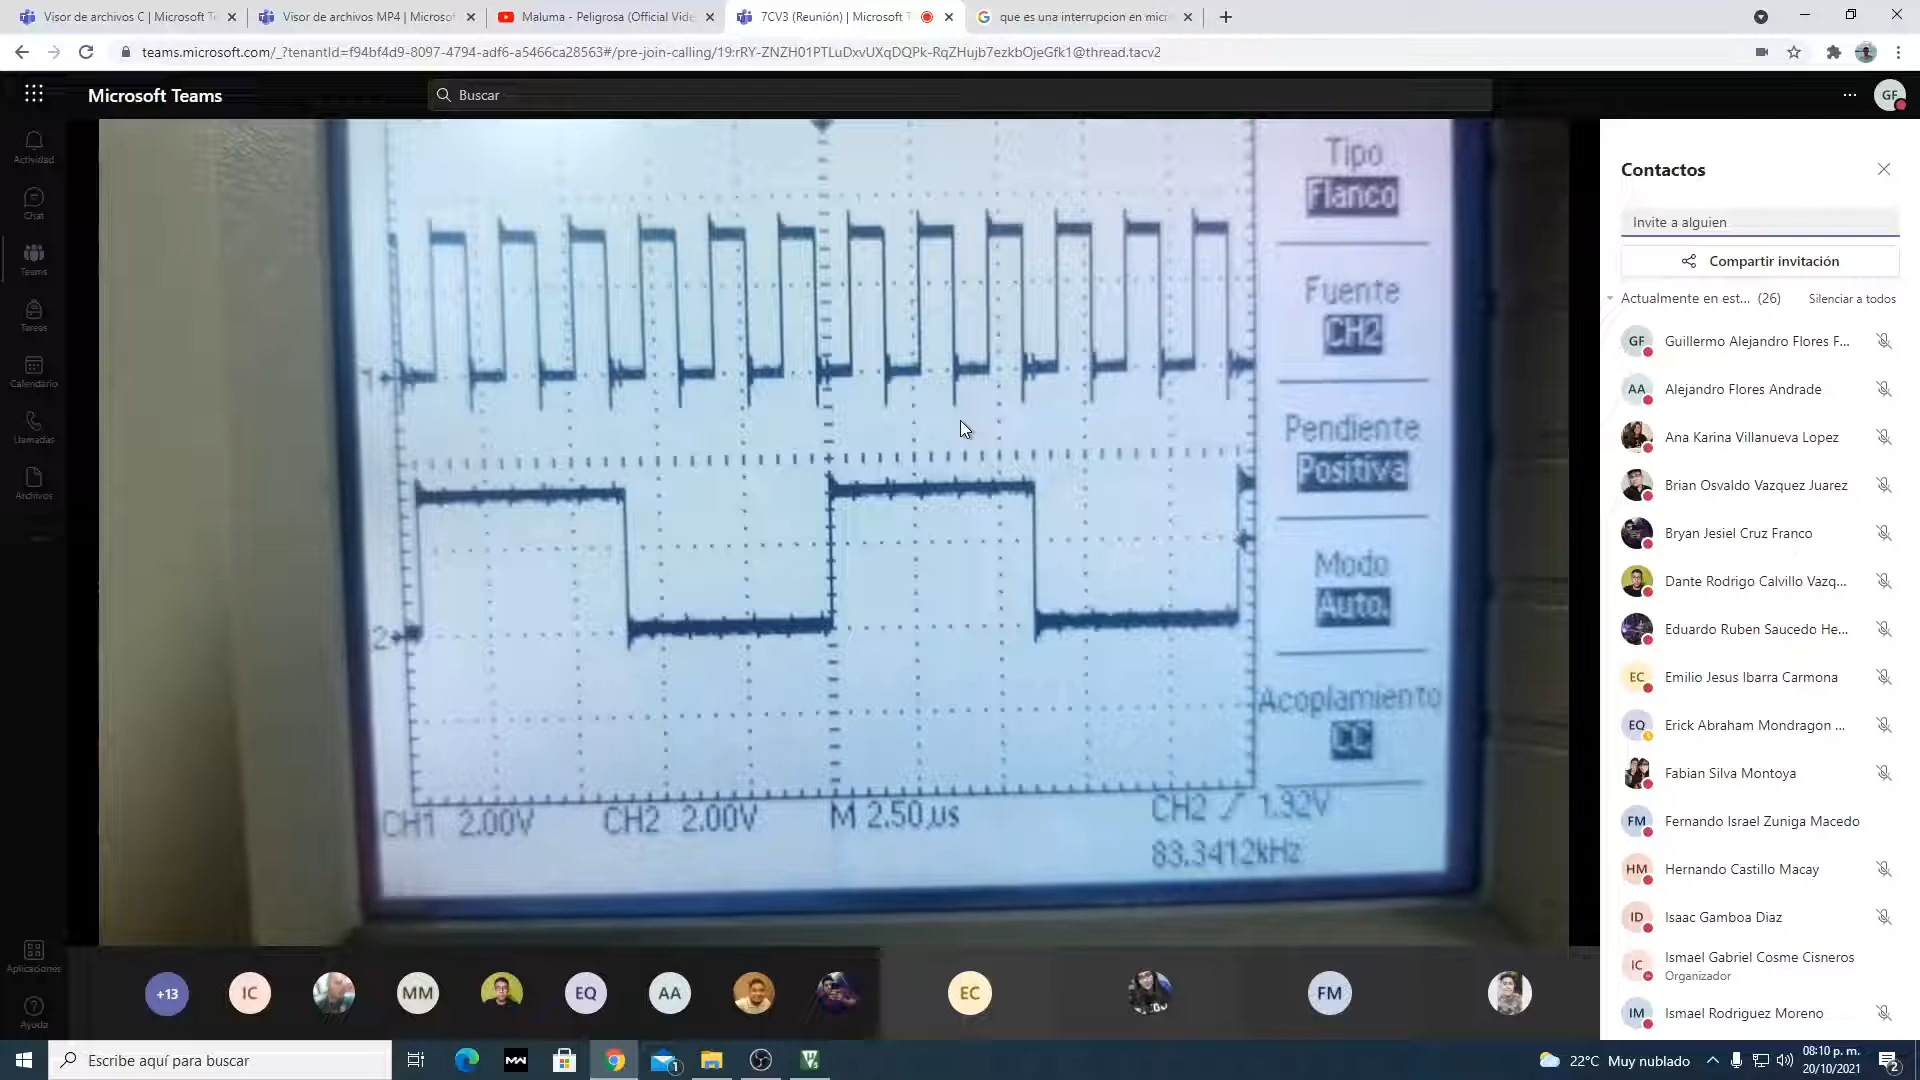 Visor de archivos C | Microsoft Te
Visor de archivos MP4 | Microsof
Maluma - Peligrosa (Official Vide
7CV3 (Reunión) | Microsoft T
que es una interrupcion en micr
teams.microsoft.com/_?tenantId=f94bf4d9-8097-4794-adf6-a5466ca28563#/pre-join-calling/19:rRY-ZNZH01PTLuDxvUXqDQPk-RqZHujb7ezkbOjeGfk1@thread.tacv2
Microsoft Teams
Buscar
GF
Actividad
Chat
Teams
Tareas
Calendario
Llamadas
Archivos
Aplicaciones
Ayuda
Tipo
Flanco
Fuente
CH2
Pendiente
Positiva
Modo
Auto.
Acoplamiento
CC
2
CH1 2.00V
CH2 2.00V
M 2.50us
CH2 / 1.92V
83.3412kHz
Contactos
Invite a alguien
Compartir invitación
Actualmente en est... (26)
Silenciar a todos
GF Guillermo Alejandro Flores F...
AA Alejandro Flores Andrade
Ana Karina Villanueva Lopez
Brian Osvaldo Vazquez Juarez
Bryan Jesiel Cruz Franco
Dante Rodrigo Calvillo Vazq...
Eduardo Ruben Saucedo He...
EC Emilio Jesus Ibarra Carmona
EQ Erick Abraham Mondragon ...
Fabian Silva Montoya
FM Fernando Israel Zuniga Macedo
HM Hernando Castillo Macay
ID Isaac Gamboa Diaz
IC Ismael Gabriel Cosme Cisneros
Organizador
IM Ismael Rodriguez Moreno
+13
IC
MM
EQ
AA
EC
FM
Escribe aquí para buscar
1
22°C Muy nublado
08:10 p. m.
20/10/2021
2